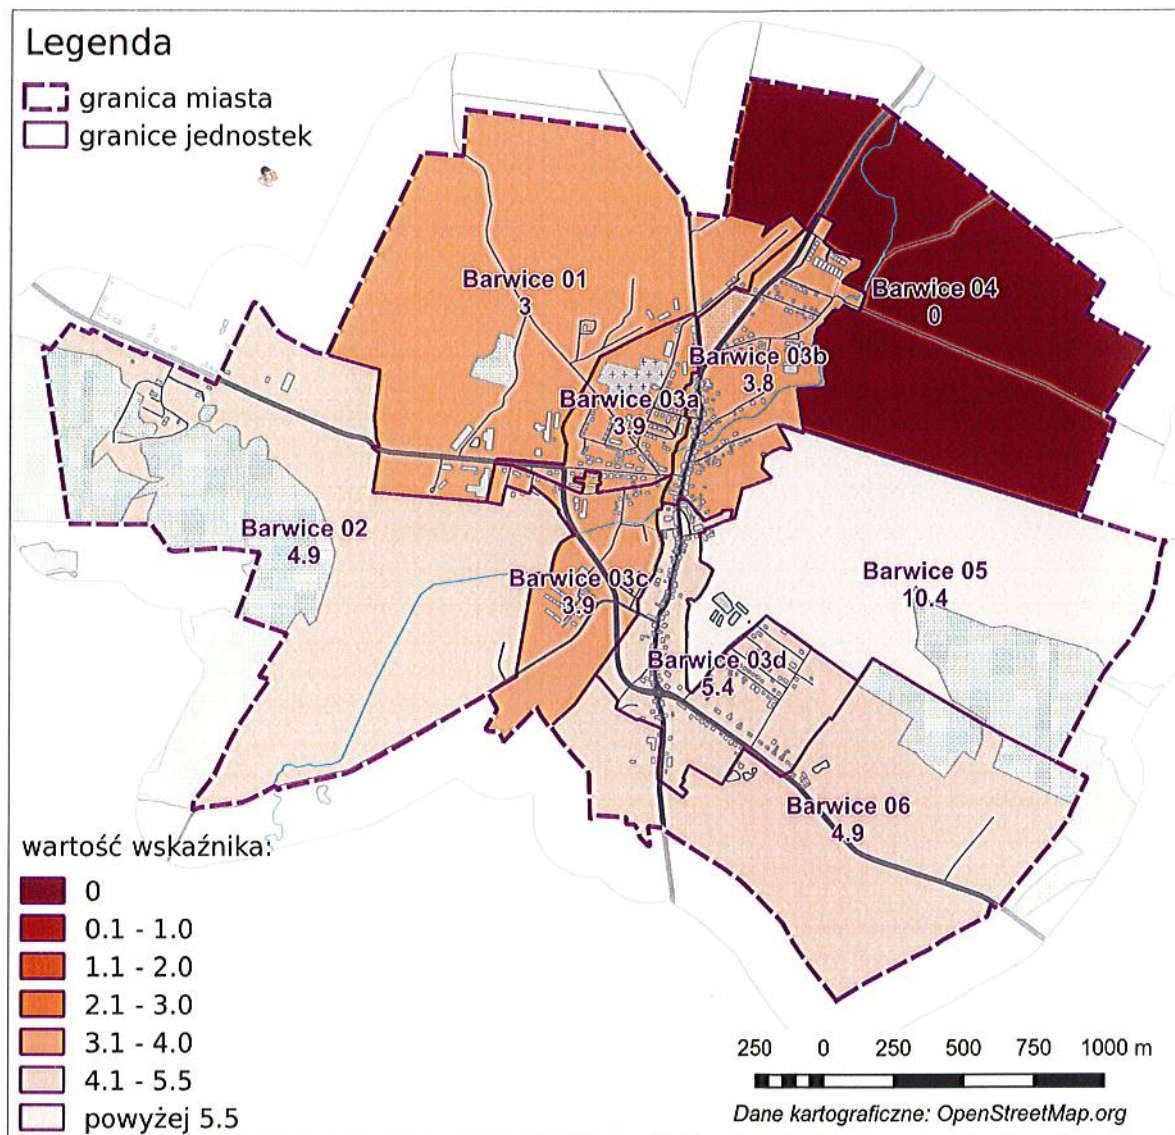 Legenda
granica miasta
granice jednostek
Barwice 01
3
Barwice 04
0
Barwice 03b
3.8
Barwice 03a
3.9
Barwice 02
4.9
Barwice 05
10.4
Barwice 03c
3.9
Barwice 03d
5.4
Barwice 06
4.9
wartość wskaźnika:
0
0.1 - 1.0
1.1 - 2.0
2.1 - 3.0
3.1 - 4.0
4.1 - 5.5
powyżej 5.5
250 0 250 500 750 1000 m
Dane kartograficzne: OpenStreetMap.org